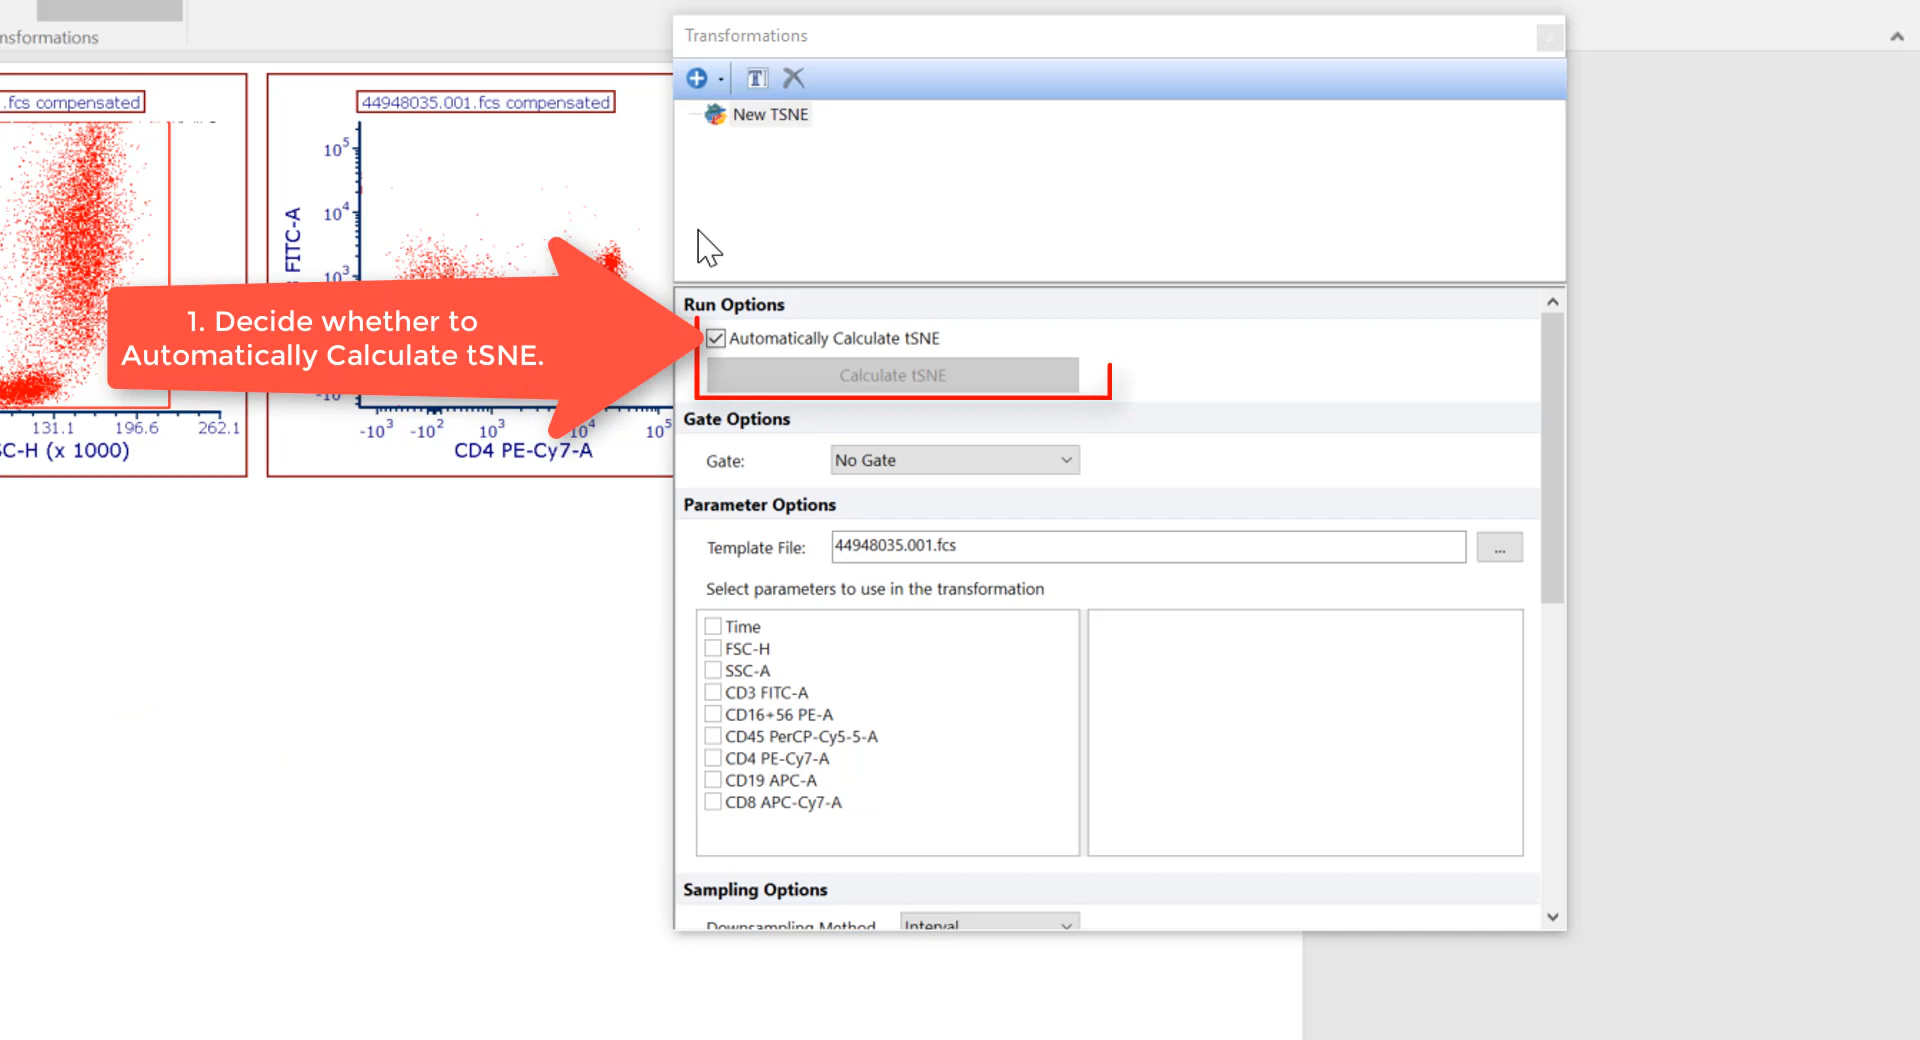 nsformations
Transformations
New TSNE
.fcs compensated
44948035.001.fcs compensated
10^5
10^4
10^3
FITC-A
-10^3 -10^2 10^3 10^4 10^5
CD4 PE-Cy7-A
131.1 196.6 262.1
SC-H (x 1000)
1. Decide whether to
Automatically Calculate tSNE.
Run Options
Automatically Calculate tSNE
Calculate tSNE
Gate Options
Gate: No Gate
Parameter Options
Template File: 44948035.001.fcs ...
Select parameters to use in the transformation
Time
FSC-H
SSC-A
CD3 FITC-A
CD16+56 PE-A
CD45 PerCP-Cy5-5-A
CD4 PE-Cy7-A
CD19 APC-A
CD8 APC-Cy7-A
Sampling Options
Downsampling Method Interval